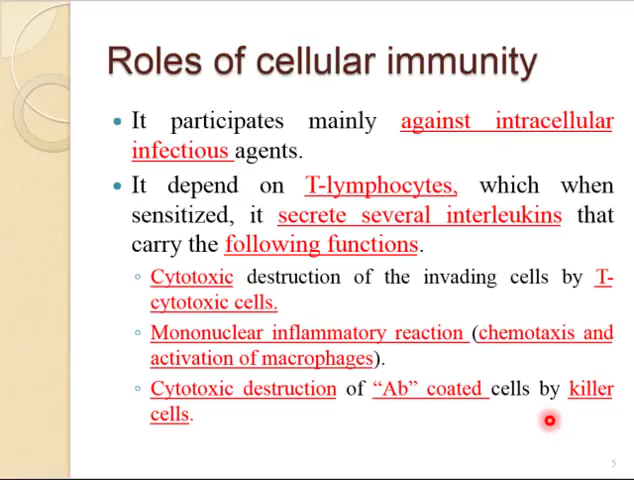 Roles of cellular immunity
• It participates mainly against intracellular
infectious agents.
• It depend on T-lymphocytes, which when
sensitized, it secrete several interleukins that
carry the following functions.
◦ Cytotoxic destruction of the invading cells by T-
cytotoxic cells.
◦ Mononuclear inflammatory reaction (chemotaxis and
activation of macrophages).
◦ Cytotoxic destruction of “Ab” coated cells by killer
cells.
5